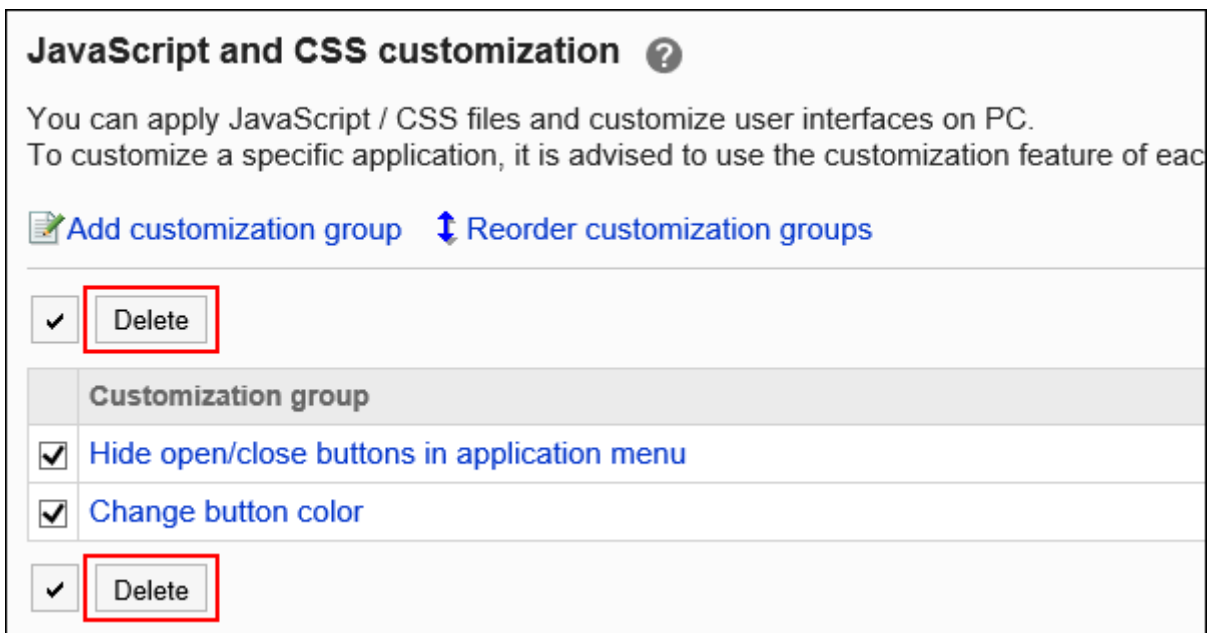 JavaScript and CSS customization ?
You can apply JavaScript / CSS files and customize user interfaces on PC.
To customize a specific application, it is advised to use the customization feature of eac
Add customization group Reorder customization groups
Delete
Customization group
Hide open/close buttons in application menu
Change button color
Delete